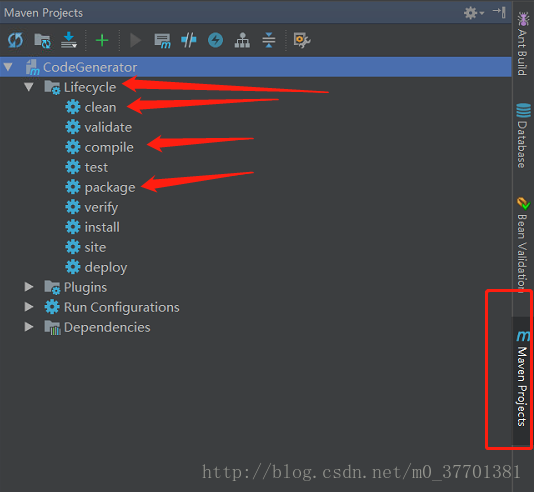 Maven Projects
CodeGenerator
Lifecycle
clean
validate
compile
test
package
verify
install
site
deploy
Plugins
Run Configurations
Dependencies
Ant Build
Database
Bean Validation
m Maven Projects
http://blog.csdn.net/m0_37701381